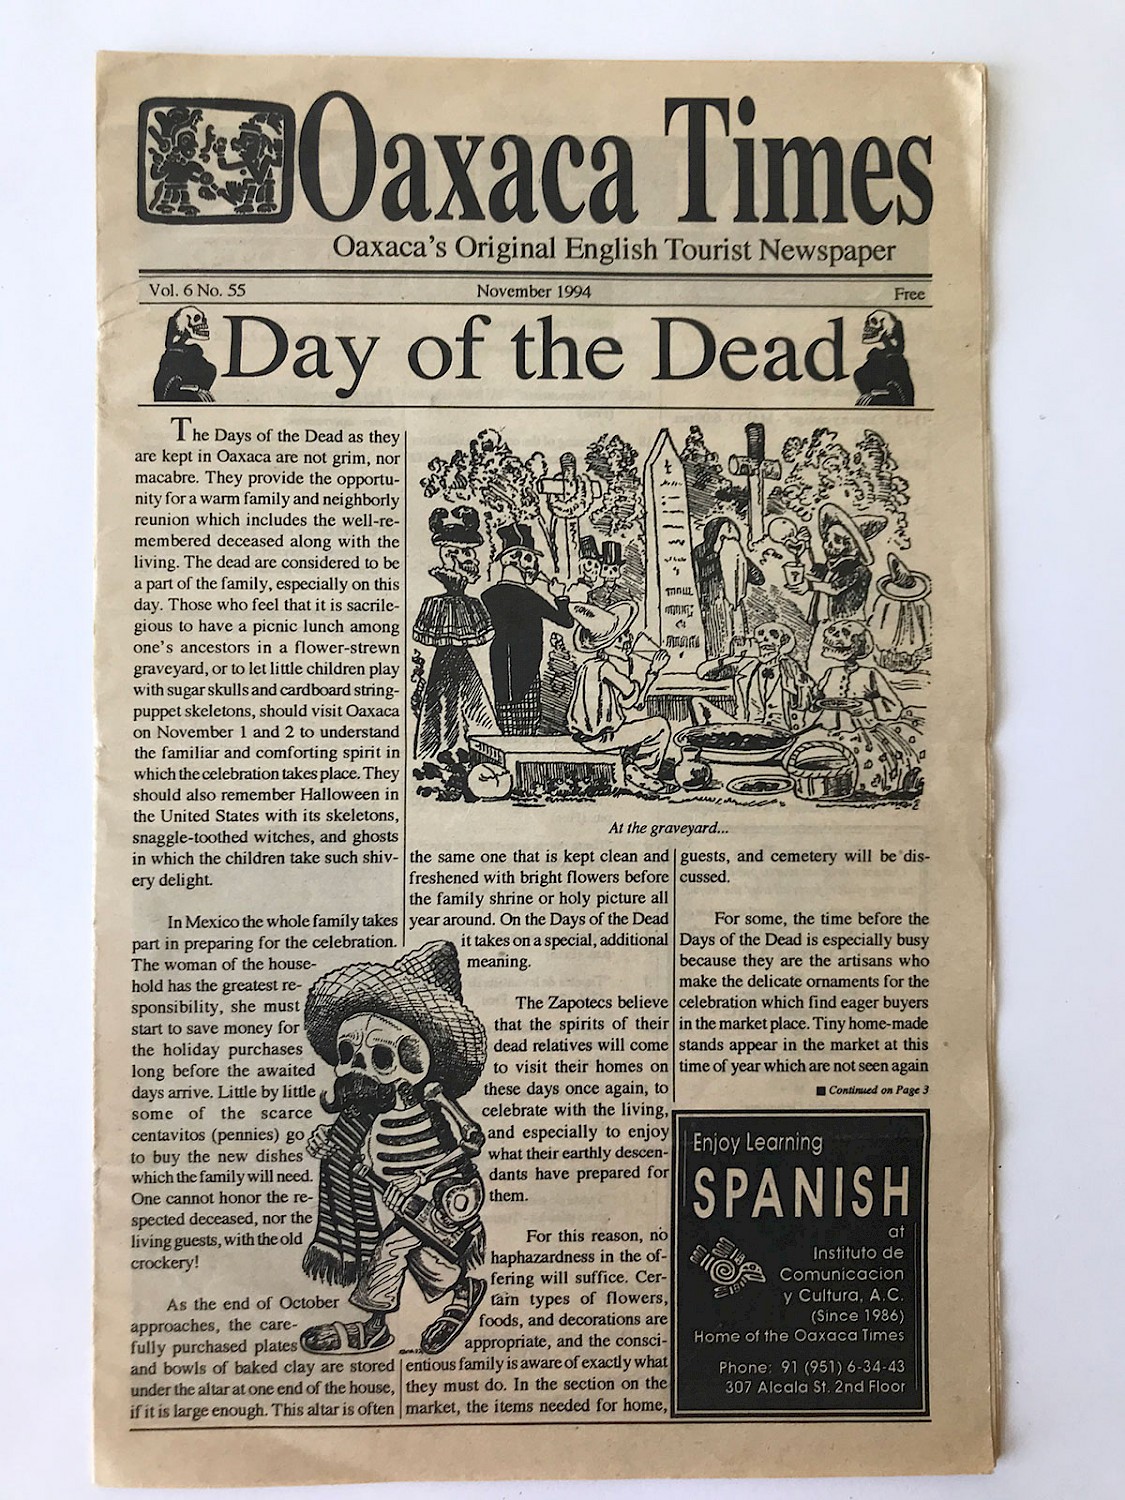 Oaxaca Times
Oaxaca's Original English Tourist Newspaper
Vol. 6 No. 55 November 1994 Free
Day of the Dead
The Days of the Dead as they
are kept in Oaxaca are not grim, nor
macabre. They provide the opportu-
nity for a warm family and neighborly
reunion which includes the well-re-
membered deceased along with the
living. The dead are considered to be
a part of the family, especially on this
day. Those who feel that it is sacrile-
gious to have a picnic lunch among
one's ancestors in a flower-strewn
graveyard, or to let little children play
with sugar skulls and cardboard string-
puppet skeletons, should visit Oaxaca
on November 1 and 2 to understand
the familiar and comforting spirit in
which the celebration takes place. They
should also remember Halloween in
the United States with its skeletons,
snaggle-toothed witches, and ghosts
in which the children take such shiv-
ery delight.
In Mexico the whole family takes
part in preparing for the celebration.
The woman of the house-
hold has the greatest re-
sponsibility, she must
start to save money for
the holiday purchases
long before the awaited
days arrive. Little by little
some of the scarce
centavitos (pennies) go
to buy the new dishes
which the family will need.
One cannot honor the re-
spected deceased, nor the
living guests, with the old
crockery!
As the end of October
approaches, the care-
fully purchased plates
and bowls of baked clay are stored
under the altar at one end of the house,
if it is large enough. This altar is often
At the graveyard...
the same one that is kept clean and
freshened with bright flowers before
the family shrine or holy picture all
year around. On the Days of the Dead
it takes on a special, additional
meaning.
The Zapotecs believe
that the spirits of their
dead relatives will come
to visit their homes on
these days once again, to
celebrate with the living,
and especially to enjoy
what their earthly descen-
dants have prepared for
them.
For this reason, no
haphazardness in the of-
fering will suffice. Cer-
tain types of flowers,
foods, and decorations are
appropriate, and the consci-
entious family is aware of exactly what
they must do. In the section on the
market, the items needed for home,
guests, and cemetery will be dis-
cussed.
For some, the time before the
Days of the Dead is especially busy
because they are the artisans who
make the delicate ornaments for the
celebration which find eager buyers
in the market place. Tiny home-made
stands appear in the market at this
time of year which are not seen again
■ Continued on Page 3
Enjoy Learning
SPANISH
at
Instituto de
Comunicacion
y Cultura, A.C.
(Since 1986)
Home of the Oaxaca Times
Phone: 91 (951) 6-34-43
307 Alcala St. 2nd Floor